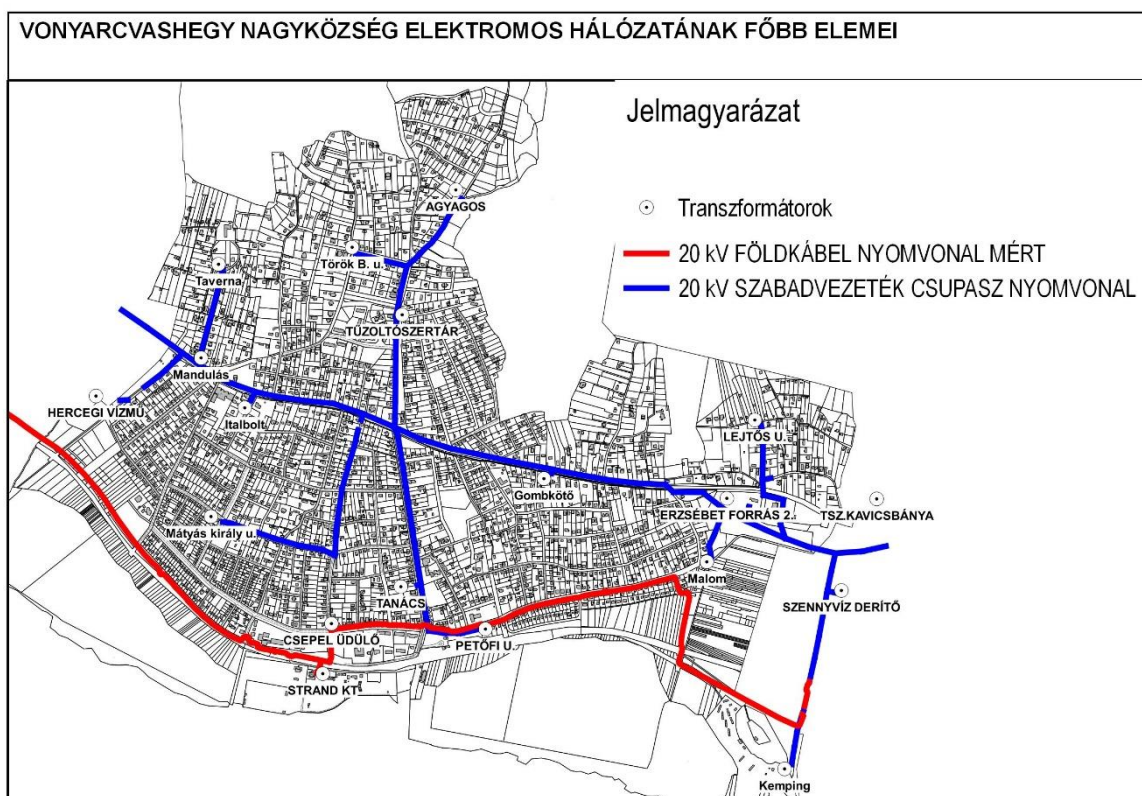 VONYARCVASHEGY NAGYKÖZSÉG ELEKTROMOS HÁLÓZATÁNAK FŐBB ELEMEI
Jelmagyarázat
Transzformátorok
20 kV FÖLDKÁBEL NYOMVONAL MÉRT
20 kV SZABADVEZETÉK CSUPASZ NYOMVONAL
AGYAGOS
Török B. u.
Taverna
TŰZOLTÓSZERTÁR
Mandulás
HERCEGI VÍZMŰ.
Italbolt
LEJTŐS U.
Gombkötő
ERZSÉBET FORRÁS 2.
TSZ.KAVICSBÁNYA
Mátyás király u.
Malom
TANÁCS
SZENNYVÍZ DERÍTŐ
CSEPEL ÜDÜLŐ
PETŐFI U.
STRAND KT
Kemping